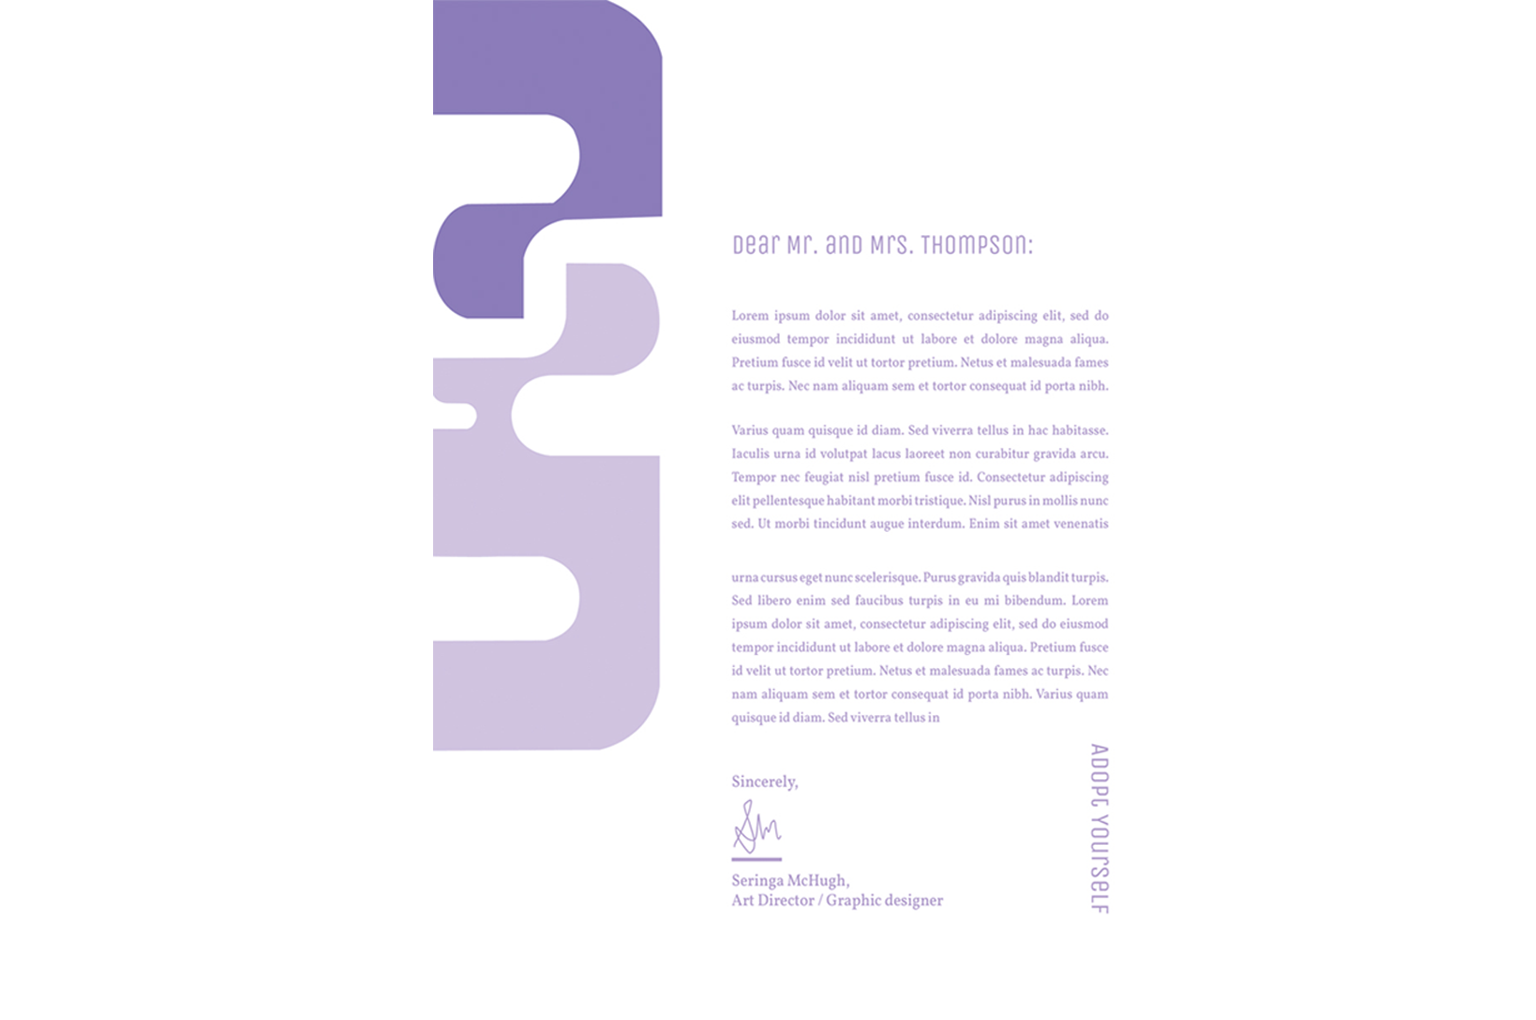 Dear Mr. and Mrs. Thompson:
Lorem ipsum dolor sit amet, consectetur adipiscing elit, sed do
eiusmod tempor incididunt ut labore et dolore magna aliqua.
Pretium fusce id velit ut tortor pretium. Netus et malesuada fames
ac turpis. Nec nam aliquam sem et tortor consequat id porta nibh.
Varius quam quisque id diam. Sed viverra tellus in hac habitasse.
Iaculis urna id volutpat lacus laoreet non curabitur gravida arcu.
Tempor nec feugiat nisl pretium fusce id. Consectetur adipiscing
elit pellentesque habitant morbi tristique. Nisl purus in mollis nunc
sed. Ut morbi tincidunt augue interdum. Enim sit amet venenatis
urna cursus eget nunc scelerisque. Purus gravida quis blandit turpis.
Sed libero enim sed faucibus turpis in eu mi bibendum. Lorem
ipsum dolor sit amet, consectetur adipiscing elit, sed do eiusmod
tempor incididunt ut labore et dolore magna aliqua. Pretium fusce
id velit ut tortor pretium. Netus et malesuada fames ac turpis. Nec
nam aliquam sem et tortor consequat id porta nibh. Varius quam
quisque id diam. Sed viverra tellus in
Sincerely,
Seringa McHugh,
Art Director / Graphic designer
Adopt Yourself